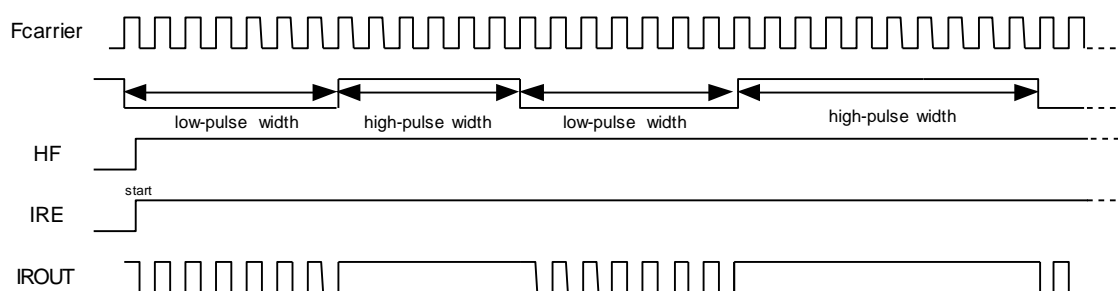 Fcarrier
low-pulse width
high-pulse width
low-pulse width
high-pulse width
HF
start
IRE
IROUT